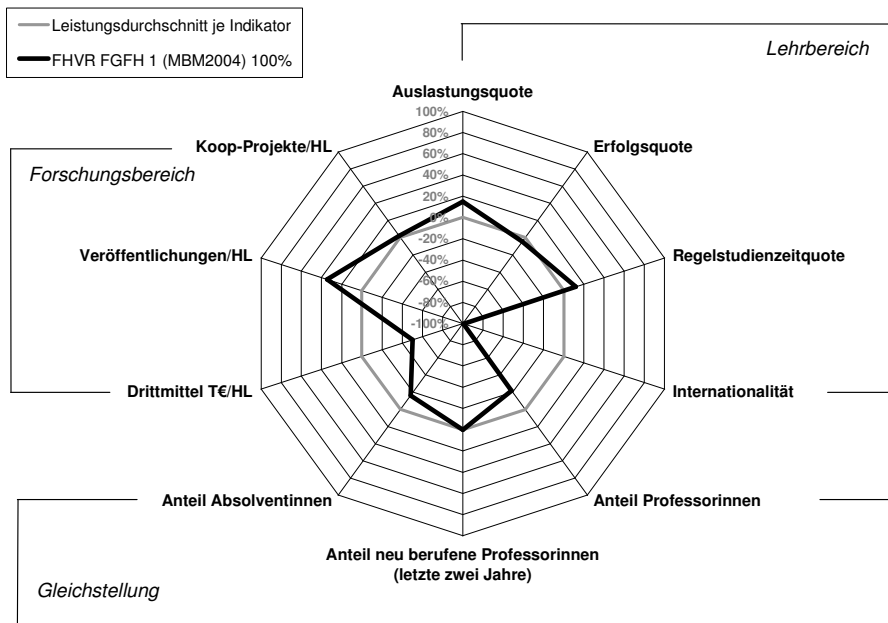 Leistungsdurchschnitt je Indikator
FHVR FGFH 1 (MBM2004) 100%
Lehrbereich
Auslastungsquote
100%
80%
60%
40%
20%
0%
-20%
-40%
-60%
-80%
-100%
Koop-Projekte/HL
Erfolgsquote
Forschungsbereich
Veröffentlichungen/HL
Regelstudienzeitquote
Drittmittel T€/HL
Internationalität
Anteil Absolventinnen
Anteil Professorinnen
Anteil neu berufene Professorinnen
(letzte zwei Jahre)
Gleichstellung